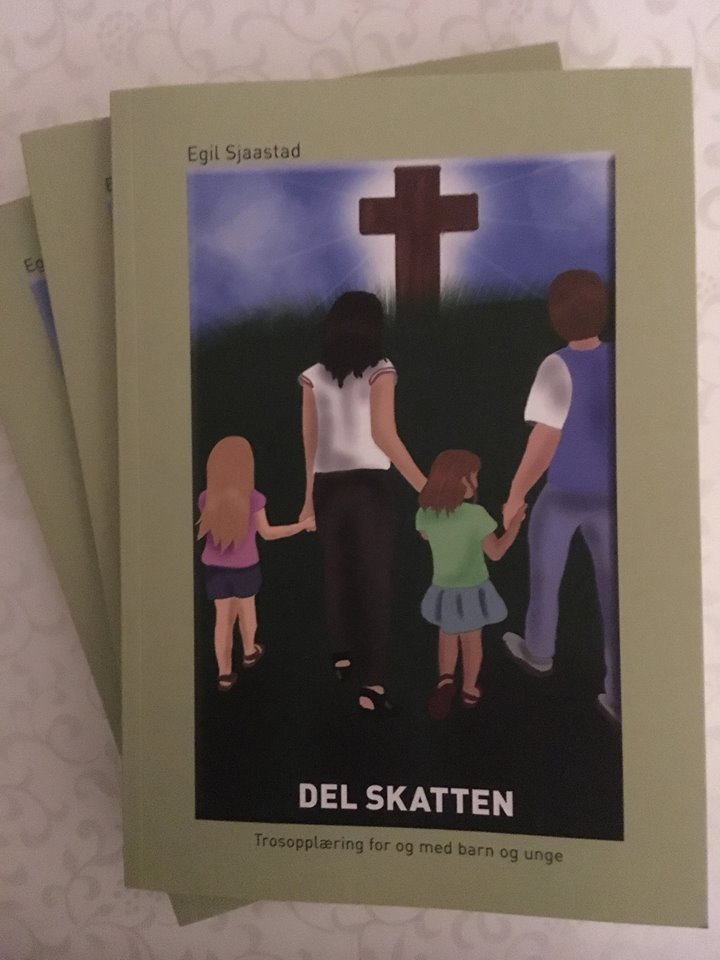 Egil Sjaastad
DEL SKATTEN
Trosopplæring for og med barn og unge